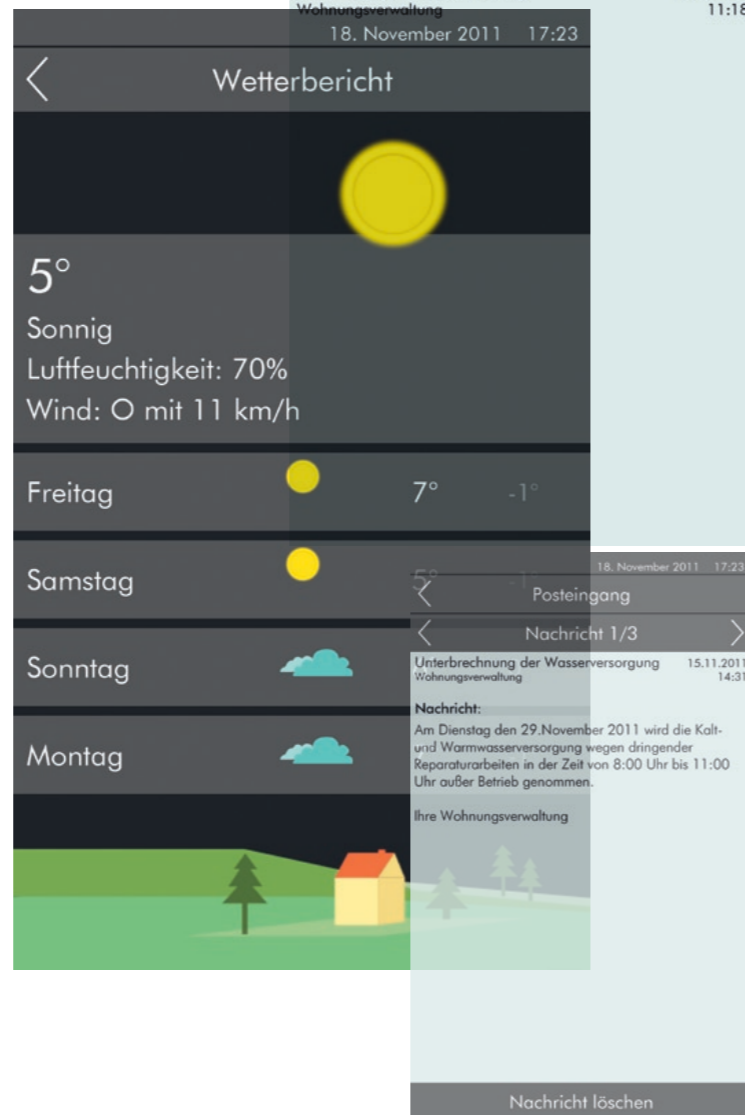 Wohnungsverwaltung 11:18
18. November 2011 17:23
Wetterbericht
5°
Sonnig
Luftfeuchtigkeit: 70%
Wind: O mit 11 km/h
Freitag 7° -1°
Samstag 5° -1°
Sonntag
Montag
18. November 2011 17:23
Posteingang
Nachricht 1/3
Unterbrechnung der Wasserversorgung 15.11.2011
Wohnungsverwaltung 14:31
Nachricht:
Am Dienstag den 29.November 2011 wird die Kalt-
und Warmwasserversorgung wegen dringender
Reparaturarbeiten in der Zeit von 8:00 Uhr bis 11:00
Uhr außer Betrieb genommen.
Ihre Wohnungsverwaltung
Nachricht löschen